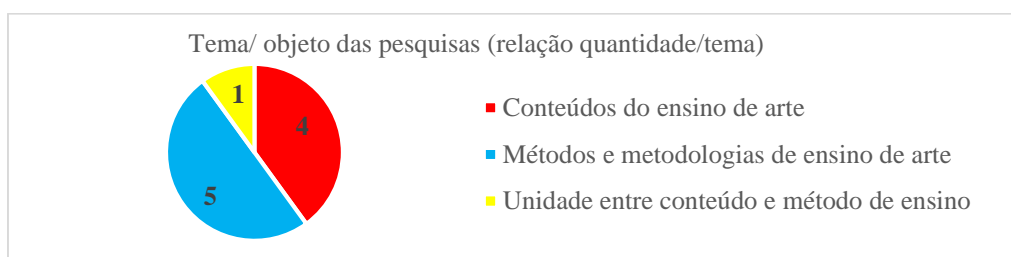 Tema/ objeto das pesquisas (relação quantidade/tema)
1
4
5
Conteúdos do ensino de arte
Métodos e metodologias de ensino de arte
Unidade entre conteúdo e método de ensino